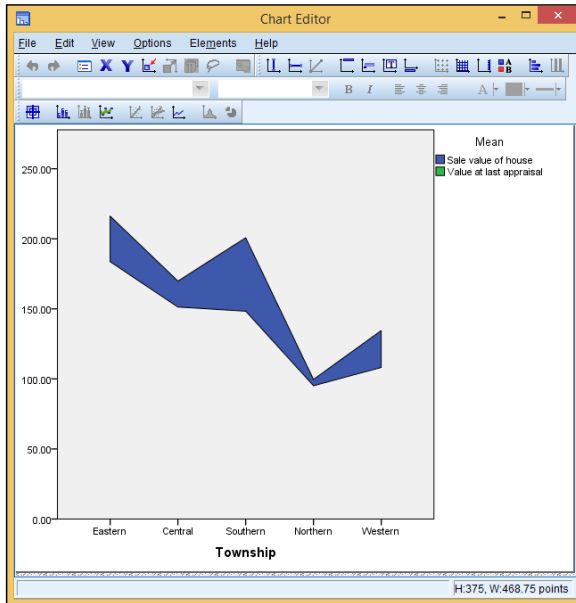 Chart Editor
File Edit View Options Elements Help
X Y
B I A
Mean
Sale value of house
Value at last appraisal
250.00
200.00
150.00
100.00
50.00
0.00
Eastern Central Southern Northern Western
Township
H:375, W:468.75 points